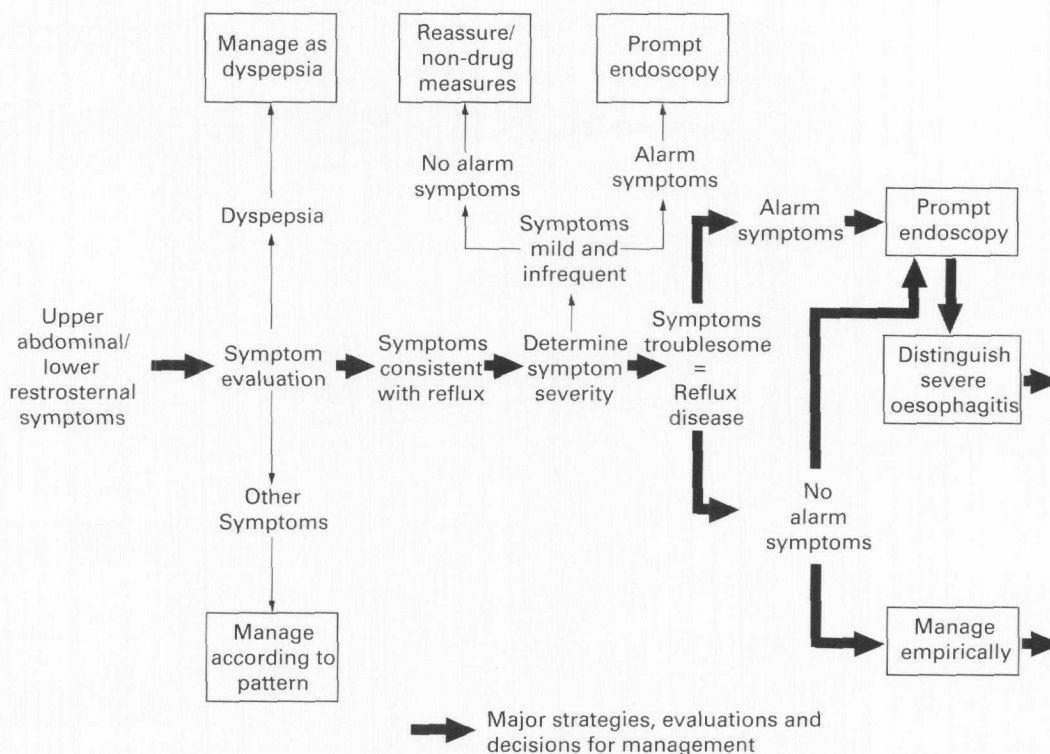 Manage as
dyspepsia
Reassure/
non-drug
measures
Prompt
endoscopy
No alarm
symptoms
Alarm
symptoms
Dyspepsia
Symptoms
mild and
infrequent
Alarm
symptoms
Prompt
endoscopy
Upper
abdominal/
lower
restrosternal
symptoms
Symptom
evaluation
Symptoms
consistent
with reflux
Determine
symptom
severity
Symptoms
troublesome
=
Reflux
disease
Distinguish
severe
oesophagitis
Other
Symptoms
No
alarm
symptoms
Manage
according to
pattern
Manage
empirically
Major strategies, evaluations and
decisions for management